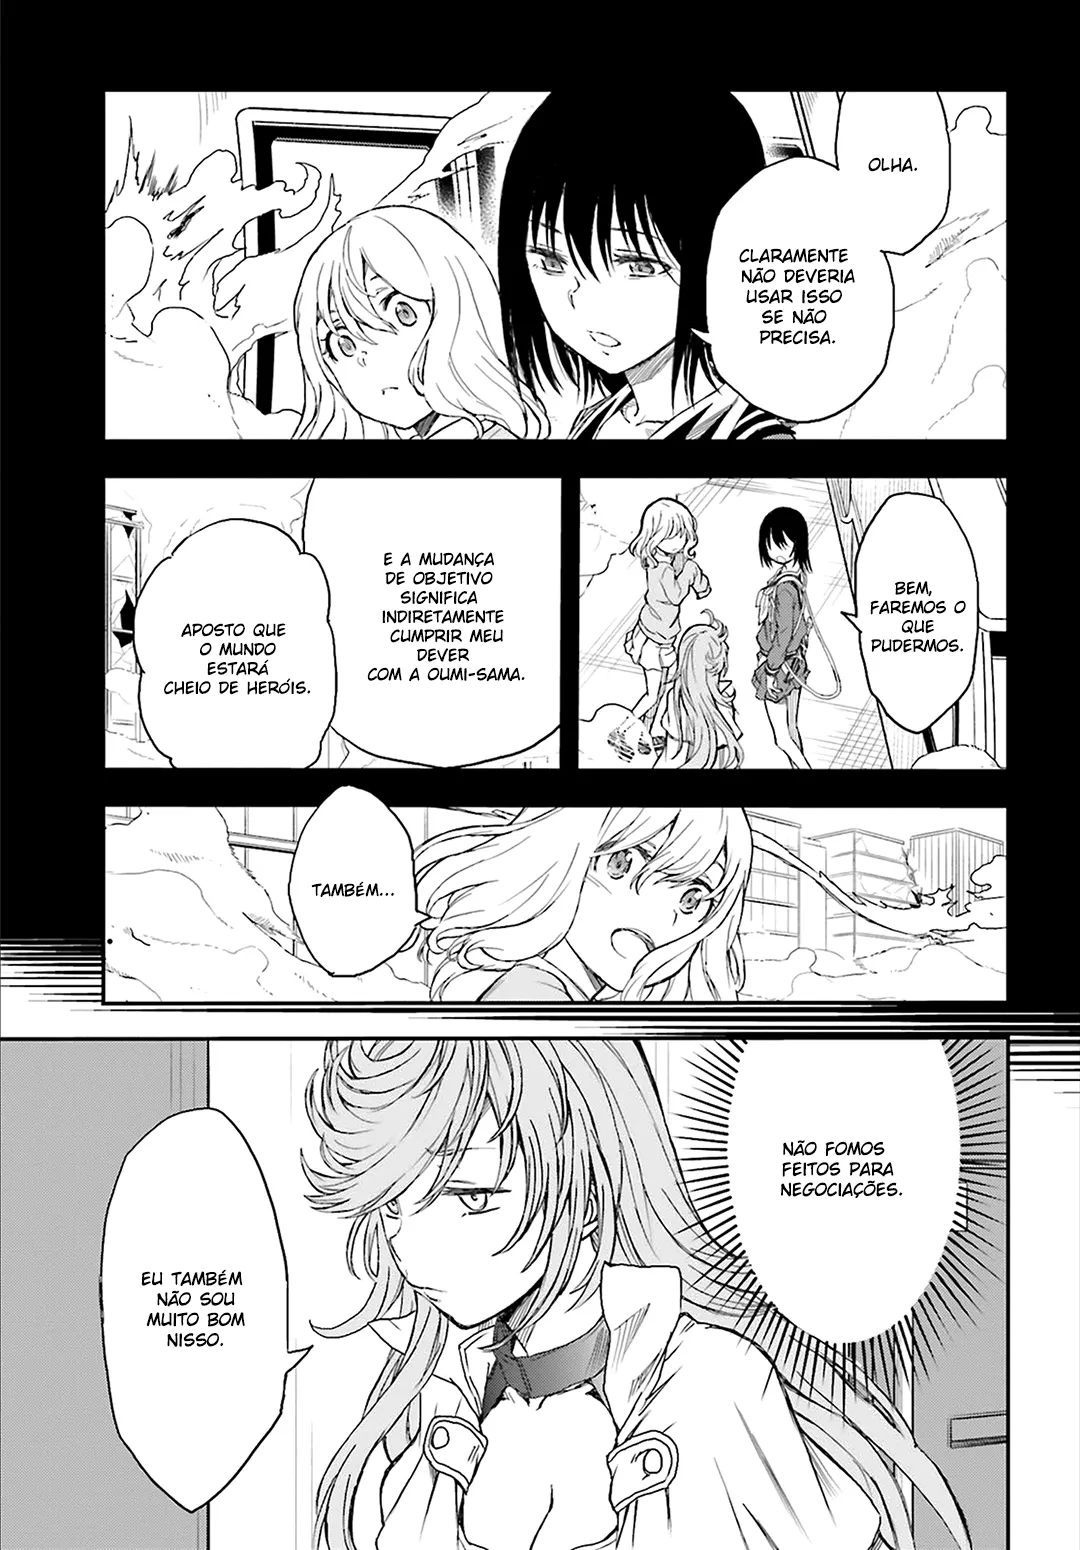 OLHA.
CLARAMENTE
NÃO DEVERIA
USAR ISSO
SE NÃO
PRECISA.
BEM,
FAREMOS O
QUE
PUDERMOS.
E A MUDANÇA
DE OBJETIVO
SIGNIFICA
INDIRETAMENTE
CUMPRIR MEU
DEVER
COM A OUMI-SAMA.
APOSTO QUE
O MUNDO
ESTARÁ
CHEIO DE HERÓIS.
TAMBÉM...
NÃO FOMOS
FEITOS PARA
NEGOCIAÇÕES.
EU TAMBÉM
NÃO SOU
MUITO BOM
NISSO.